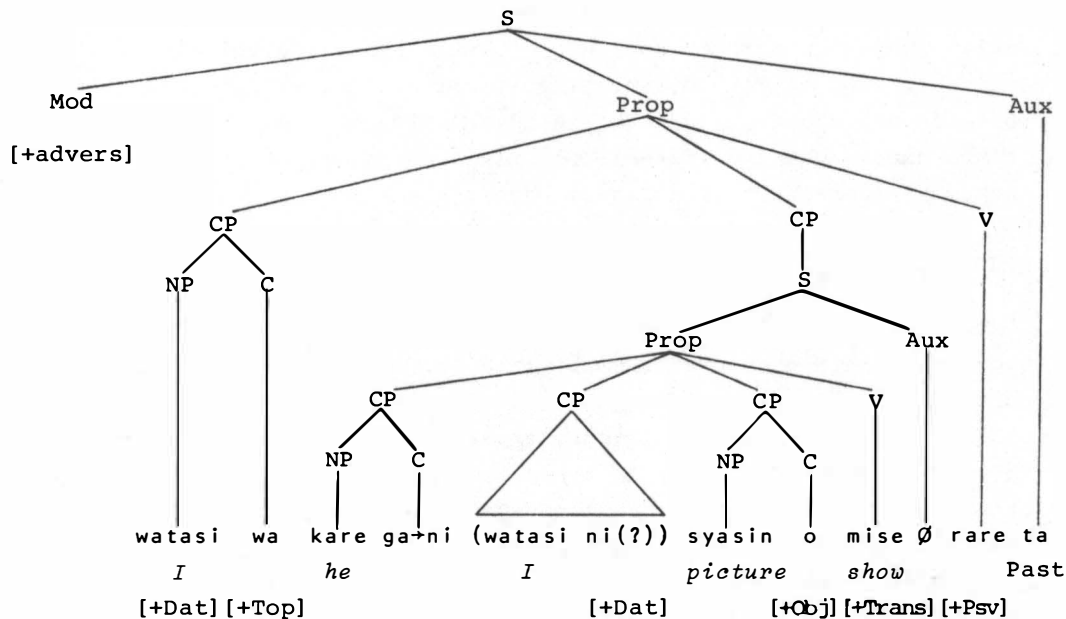 S
Mod Prop Aux
[+advers]
CP CP V
NP C S
Prop Aux
CP CP CP V
NP C NP C
watasi wa kare ga→ni (watasi ni(?)) syasin o mise Ø rare ta
I he I picture show Past
[+Dat] [+Top] [+Dat] [+Obj] [+Trans] [+Psv]